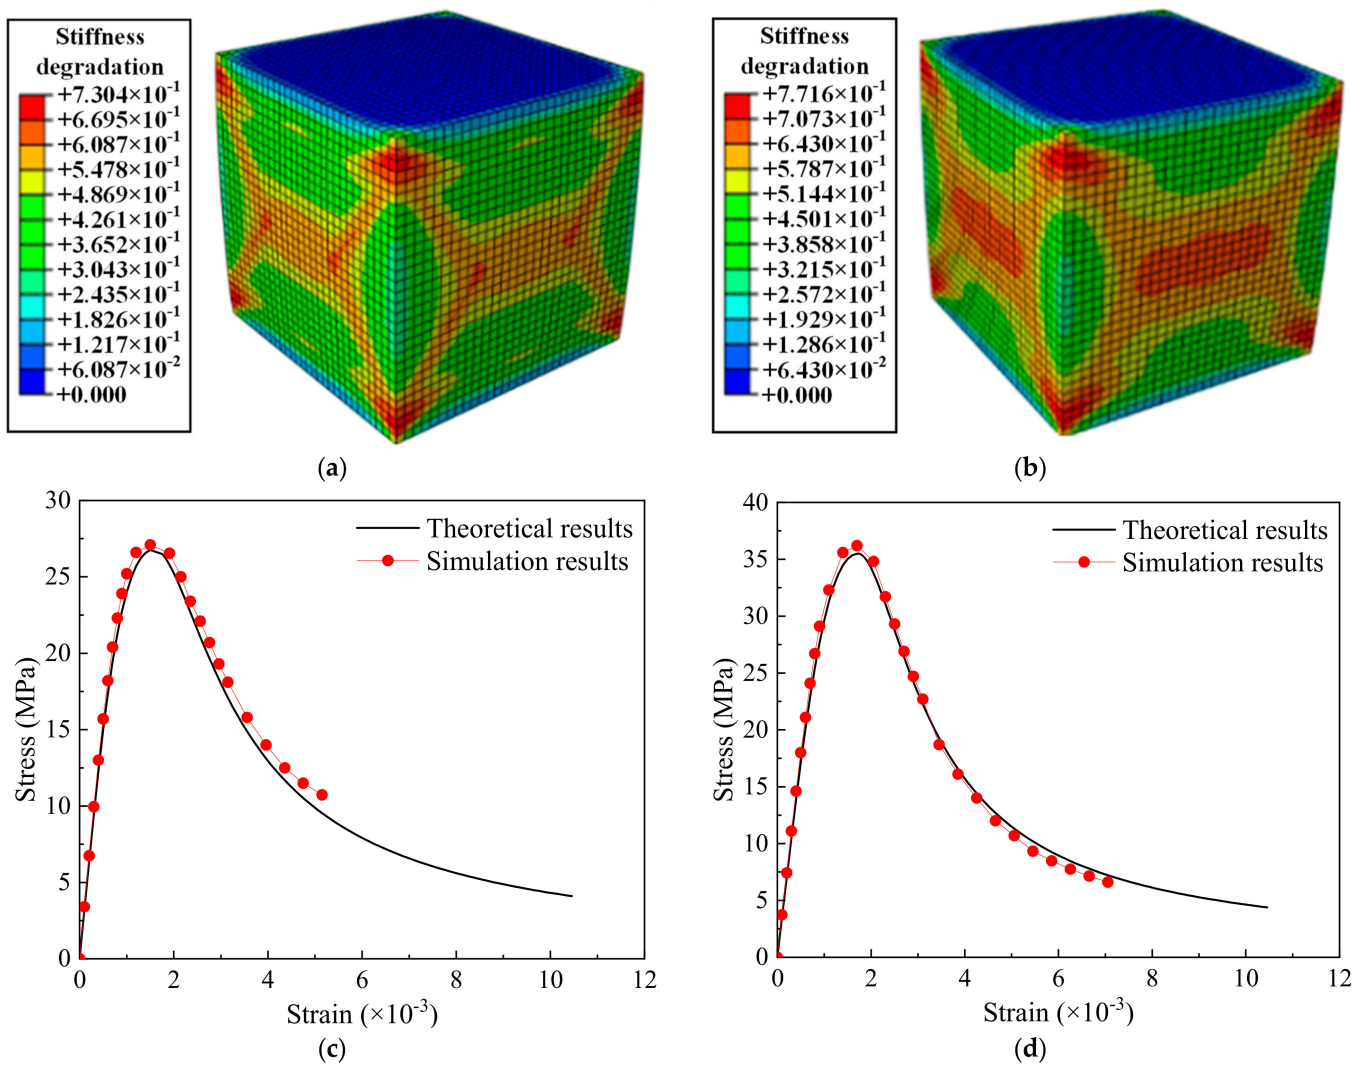 Stiffness
degradation
+7.304×10⁻¹
+6.695×10⁻¹
+6.087×10⁻¹
+5.478×10⁻¹
+4.869×10⁻¹
+4.261×10⁻¹
+3.652×10⁻¹
+3.043×10⁻¹
+2.435×10⁻¹
+1.826×10⁻¹
+1.217×10⁻¹
+6.087×10⁻²
+0.000
(a)
Stiffness
degradation
+7.716×10⁻¹
+7.073×10⁻¹
+6.430×10⁻¹
+5.787×10⁻¹
+5.144×10⁻¹
+4.501×10⁻¹
+3.858×10⁻¹
+3.215×10⁻¹
+2.572×10⁻¹
+1.929×10⁻¹
+1.286×10⁻¹
+6.430×10⁻²
+0.000
(b)
30
25
20
15
10
5
0
Stress (MPa)
Theoretical results
Simulation results
0 2 4 6 8 10 12
Strain (×10⁻³)
(c)
40
35
30
25
20
15
10
5
0
Stress (MPa)
Theoretical results
Simulation results
0 2 4 6 8 10 12
Strain (×10⁻³)
(d)